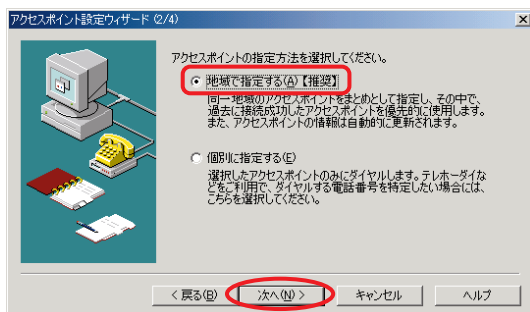 アクセスポイント設定ウィザード (2/4)
アクセスポイントの指定方法を選択してください。
地域で指定する(A)【推奨】
同一地域のアクセスポイントをまとめとして指定し、その中で、
過去に接続成功したアクセスポイントを優先的に使用します。
また、アクセスポイントの情報は自動的に更新されます。
個別に指定する(E)
選択したアクセスポイントのみにダイヤルします。テレホーダイな
どをご利用で、ダイヤルする電話番号を特定したい場合には、
こちらを選択してください。
< 戻る(B)
次へ(N) >
キャンセル
ヘルプ